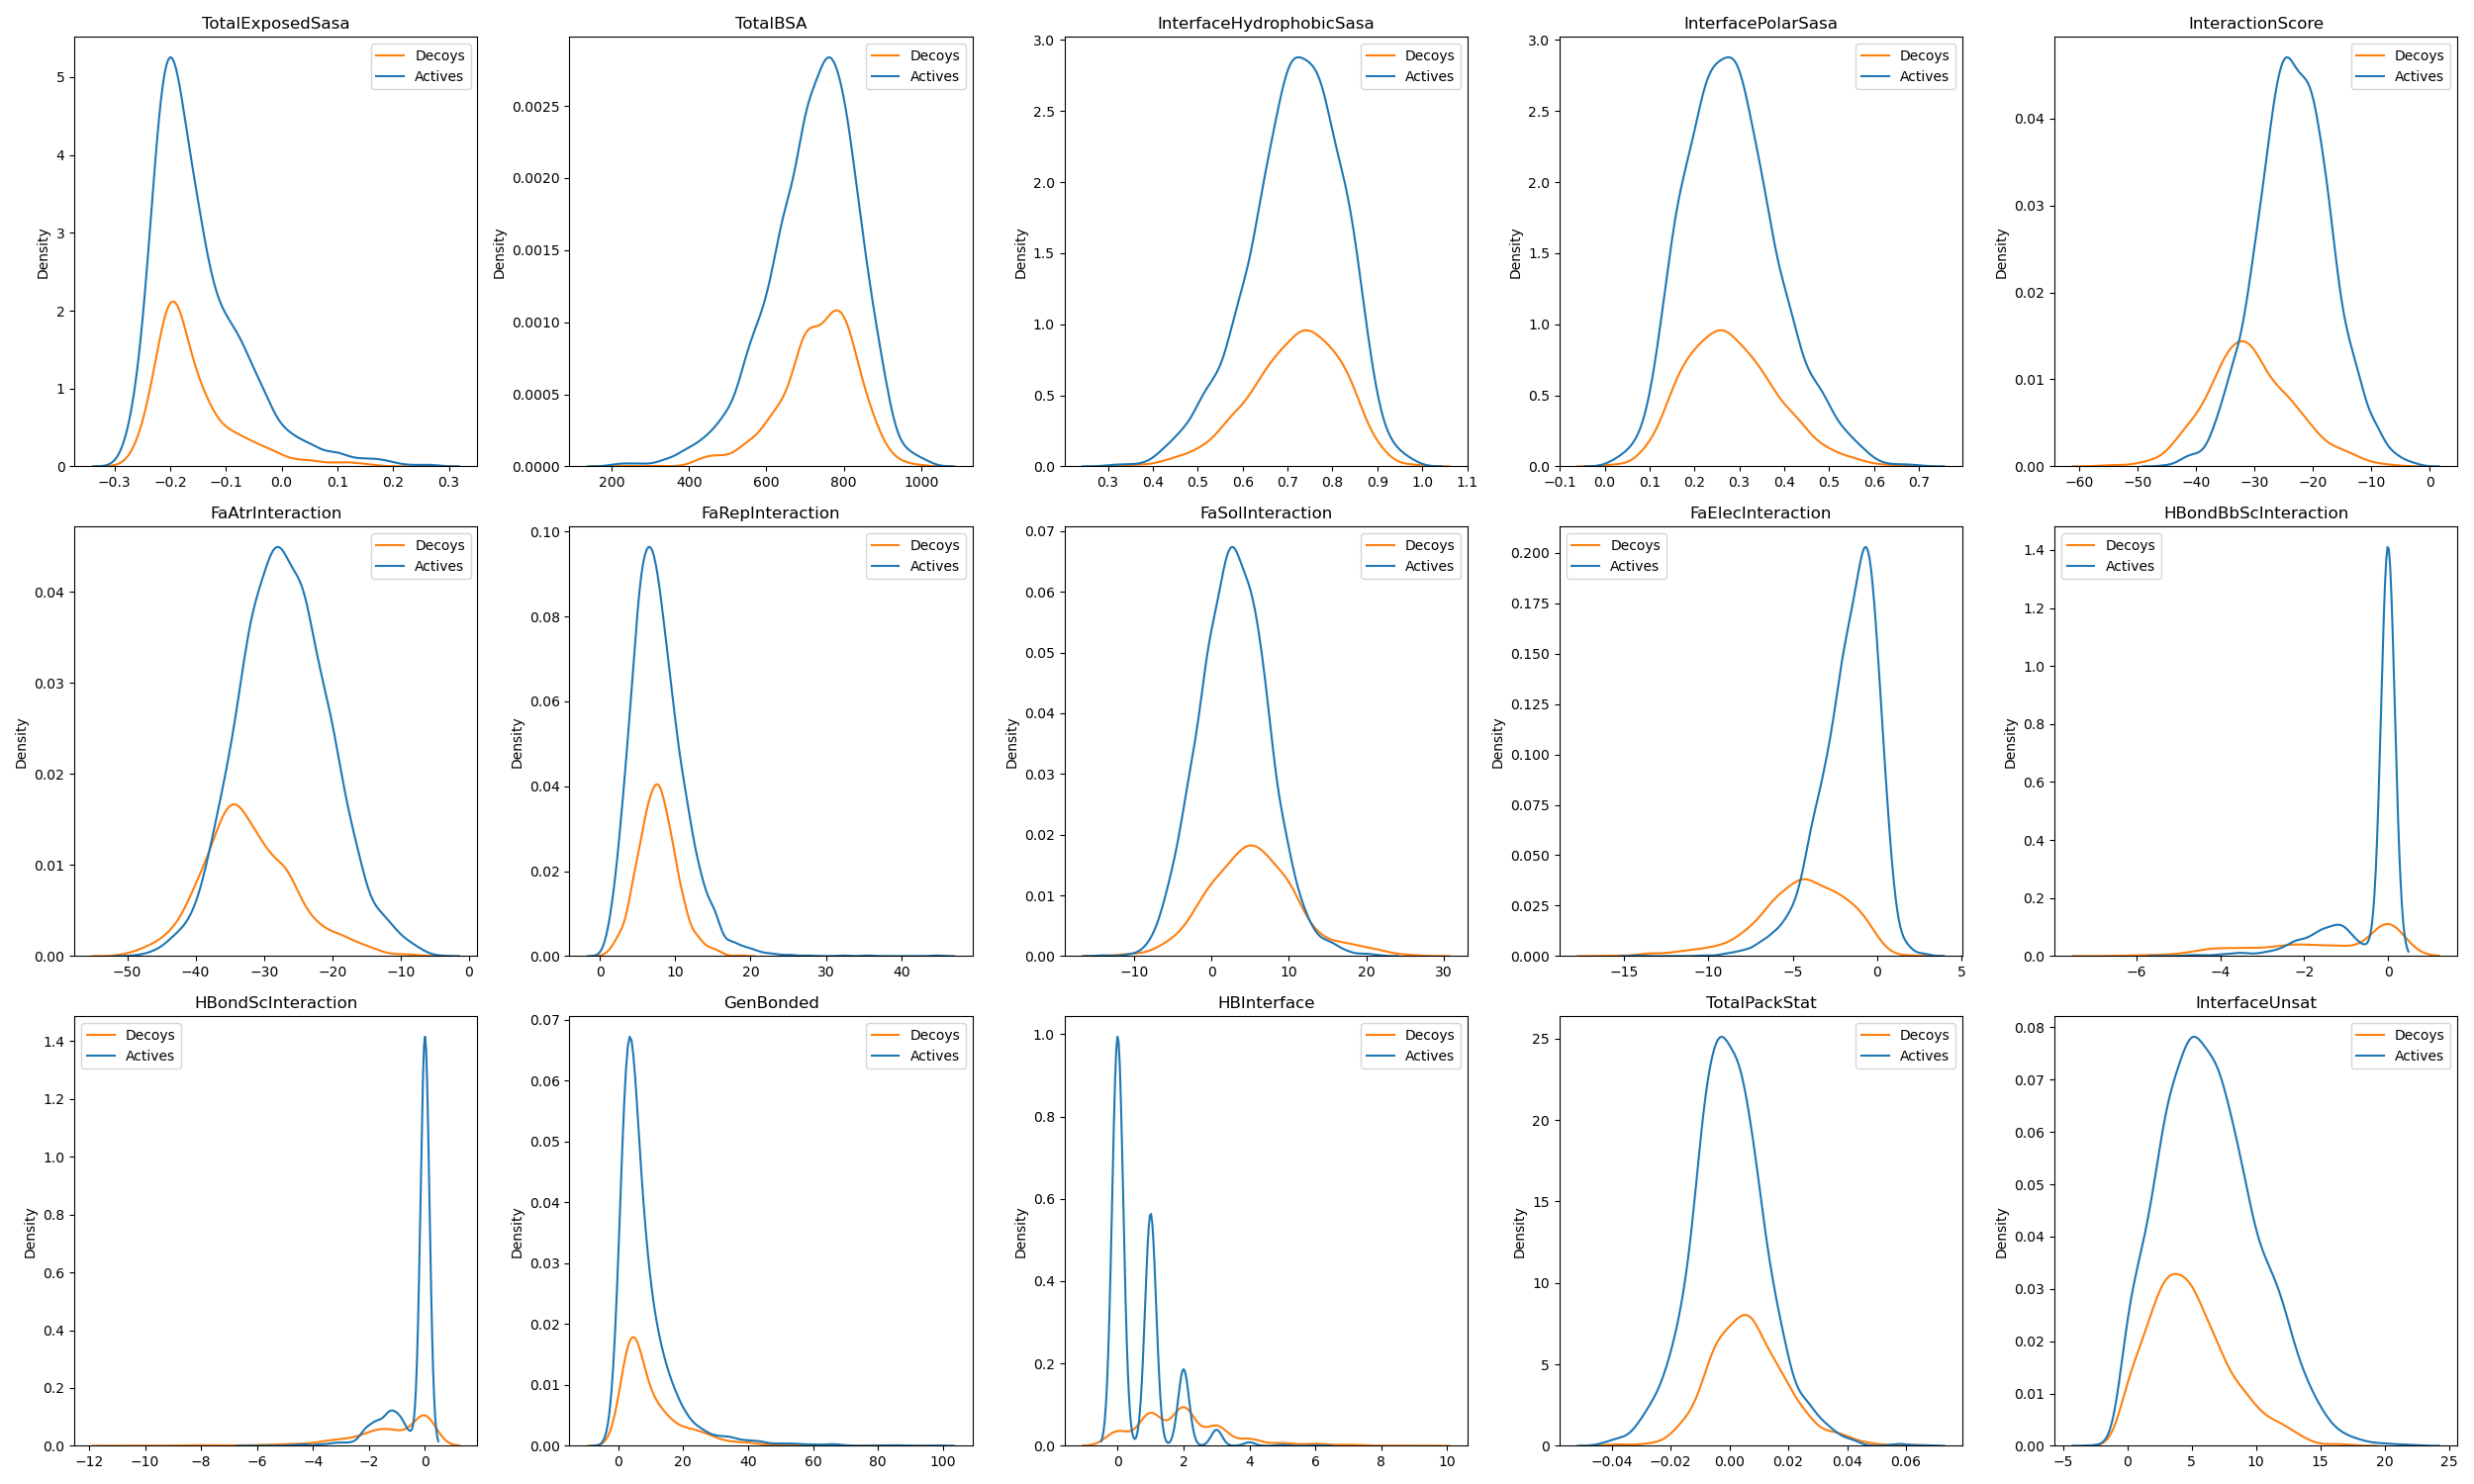 TotalExposedSasa
Density
5
4
3
2
1
0
−0.3 −0.2 −0.1 0.0 0.1 0.2 0.3
Decoys
Actives
TotalBSA
Density
0.0025
0.0020
0.0015
0.0010
0.0005
0.0000
200 400 600 800 1000
Decoys
Actives
InterfaceHydrophobicSasa
Density
3.0
2.5
2.0
1.5
1.0
0.5
0.0
0.3 0.4 0.5 0.6 0.7 0.8 0.9 1.0 1.1
Decoys
Actives
InterfacePolarSasa
Density
3.0
2.5
2.0
1.5
1.0
0.5
0.0
−0.1 0.0 0.1 0.2 0.3 0.4 0.5 0.6 0.7
Decoys
Actives
InteractionScore
Density
0.04
0.03
0.02
0.01
0.00
−60 −50 −40 −30 −20 −10 0
Decoys
Actives
FaAtrInteraction
Density
0.04
0.03
0.02
0.01
0.00
−50 −40 −30 −20 −10 0
Decoys
Actives
FaRepInteraction
Density
0.10
0.08
0.06
0.04
0.02
0.00
0 10 20 30 40
Decoys
Actives
FaSolInteraction
Density
0.07
0.06
0.05
0.04
0.03
0.02
0.01
0.00
−10 0 10 20 30
Decoys
Actives
FaElecInteraction
Density
0.200
0.175
0.150
0.125
0.100
0.075
0.050
0.025
0.000
−15 −10 −5 0 5
Decoys
Actives
HBondBbScInteraction
Density
1.4
1.2
1.0
0.8
0.6
0.4
0.2
0.0
−6 −4 −2 0
Decoys
Actives
HBondScInteraction
Density
1.4
1.2
1.0
0.8
0.6
0.4
0.2
0.0
−12 −10 −8 −6 −4 −2 0
Decoys
Actives
GenBonded
Density
0.07
0.06
0.05
0.04
0.03
0.02
0.01
0.00
0 20 40 60 80 100
Decoys
Actives
HBInterface
Density
1.0
0.8
0.6
0.4
0.2
0.0
0 2 4 6 8 10
Decoys
Actives
TotalPackStat
Density
25
20
15
10
5
0
−0.04 −0.02 0.00 0.02 0.04 0.06
Decoys
Actives
InterfaceUnsat
Density
0.08
0.07
0.06
0.05
0.04
0.03
0.02
0.01
0.00
−5 0 5 10 15 20 25
Decoys
Actives